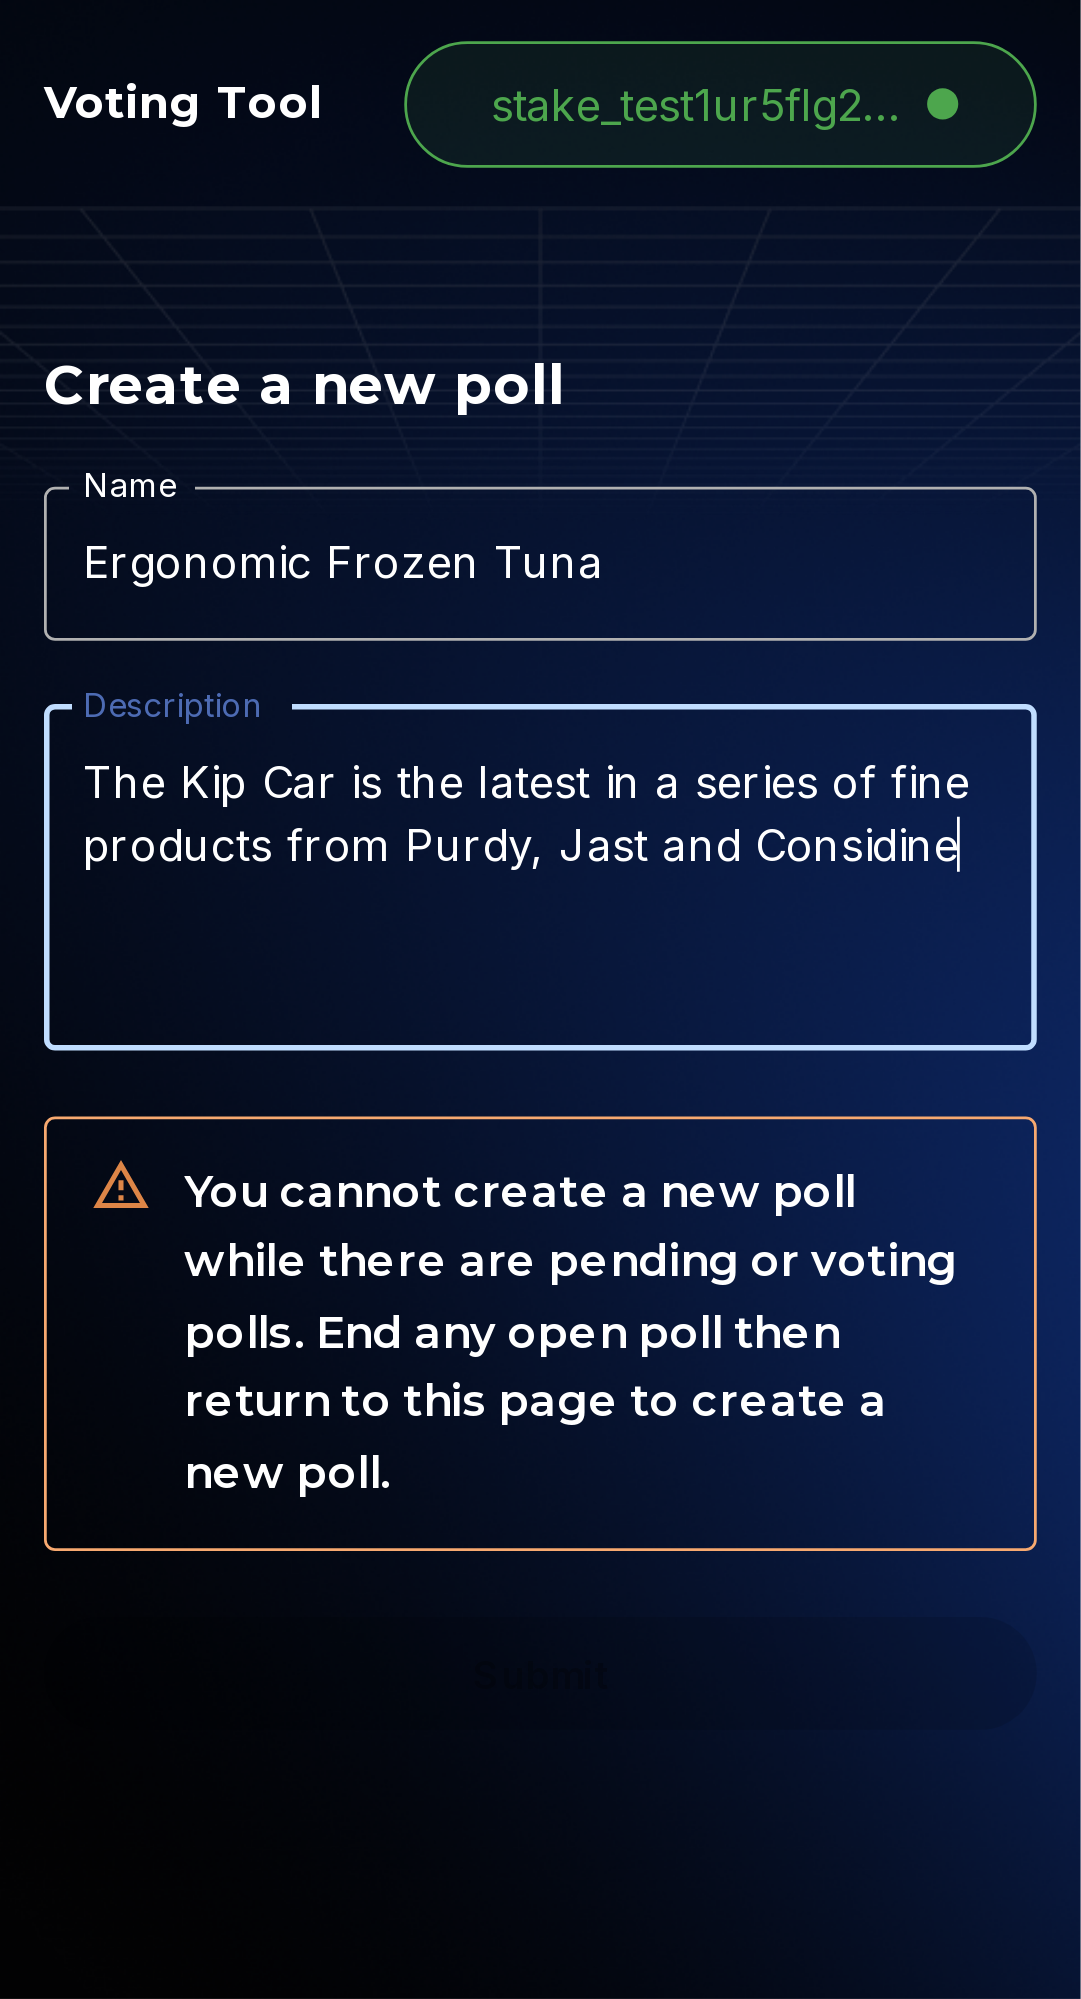 Voting Tool
stake_test1ur5flg2...
Create a new poll
Name
Ergonomic Frozen Tuna
Description
The Kip Car is the latest in a series of fine
products from Purdy, Jast and Considine
You cannot create a new poll
while there are pending or voting
polls. End any open poll then
return to this page to create a
new poll.
Submit